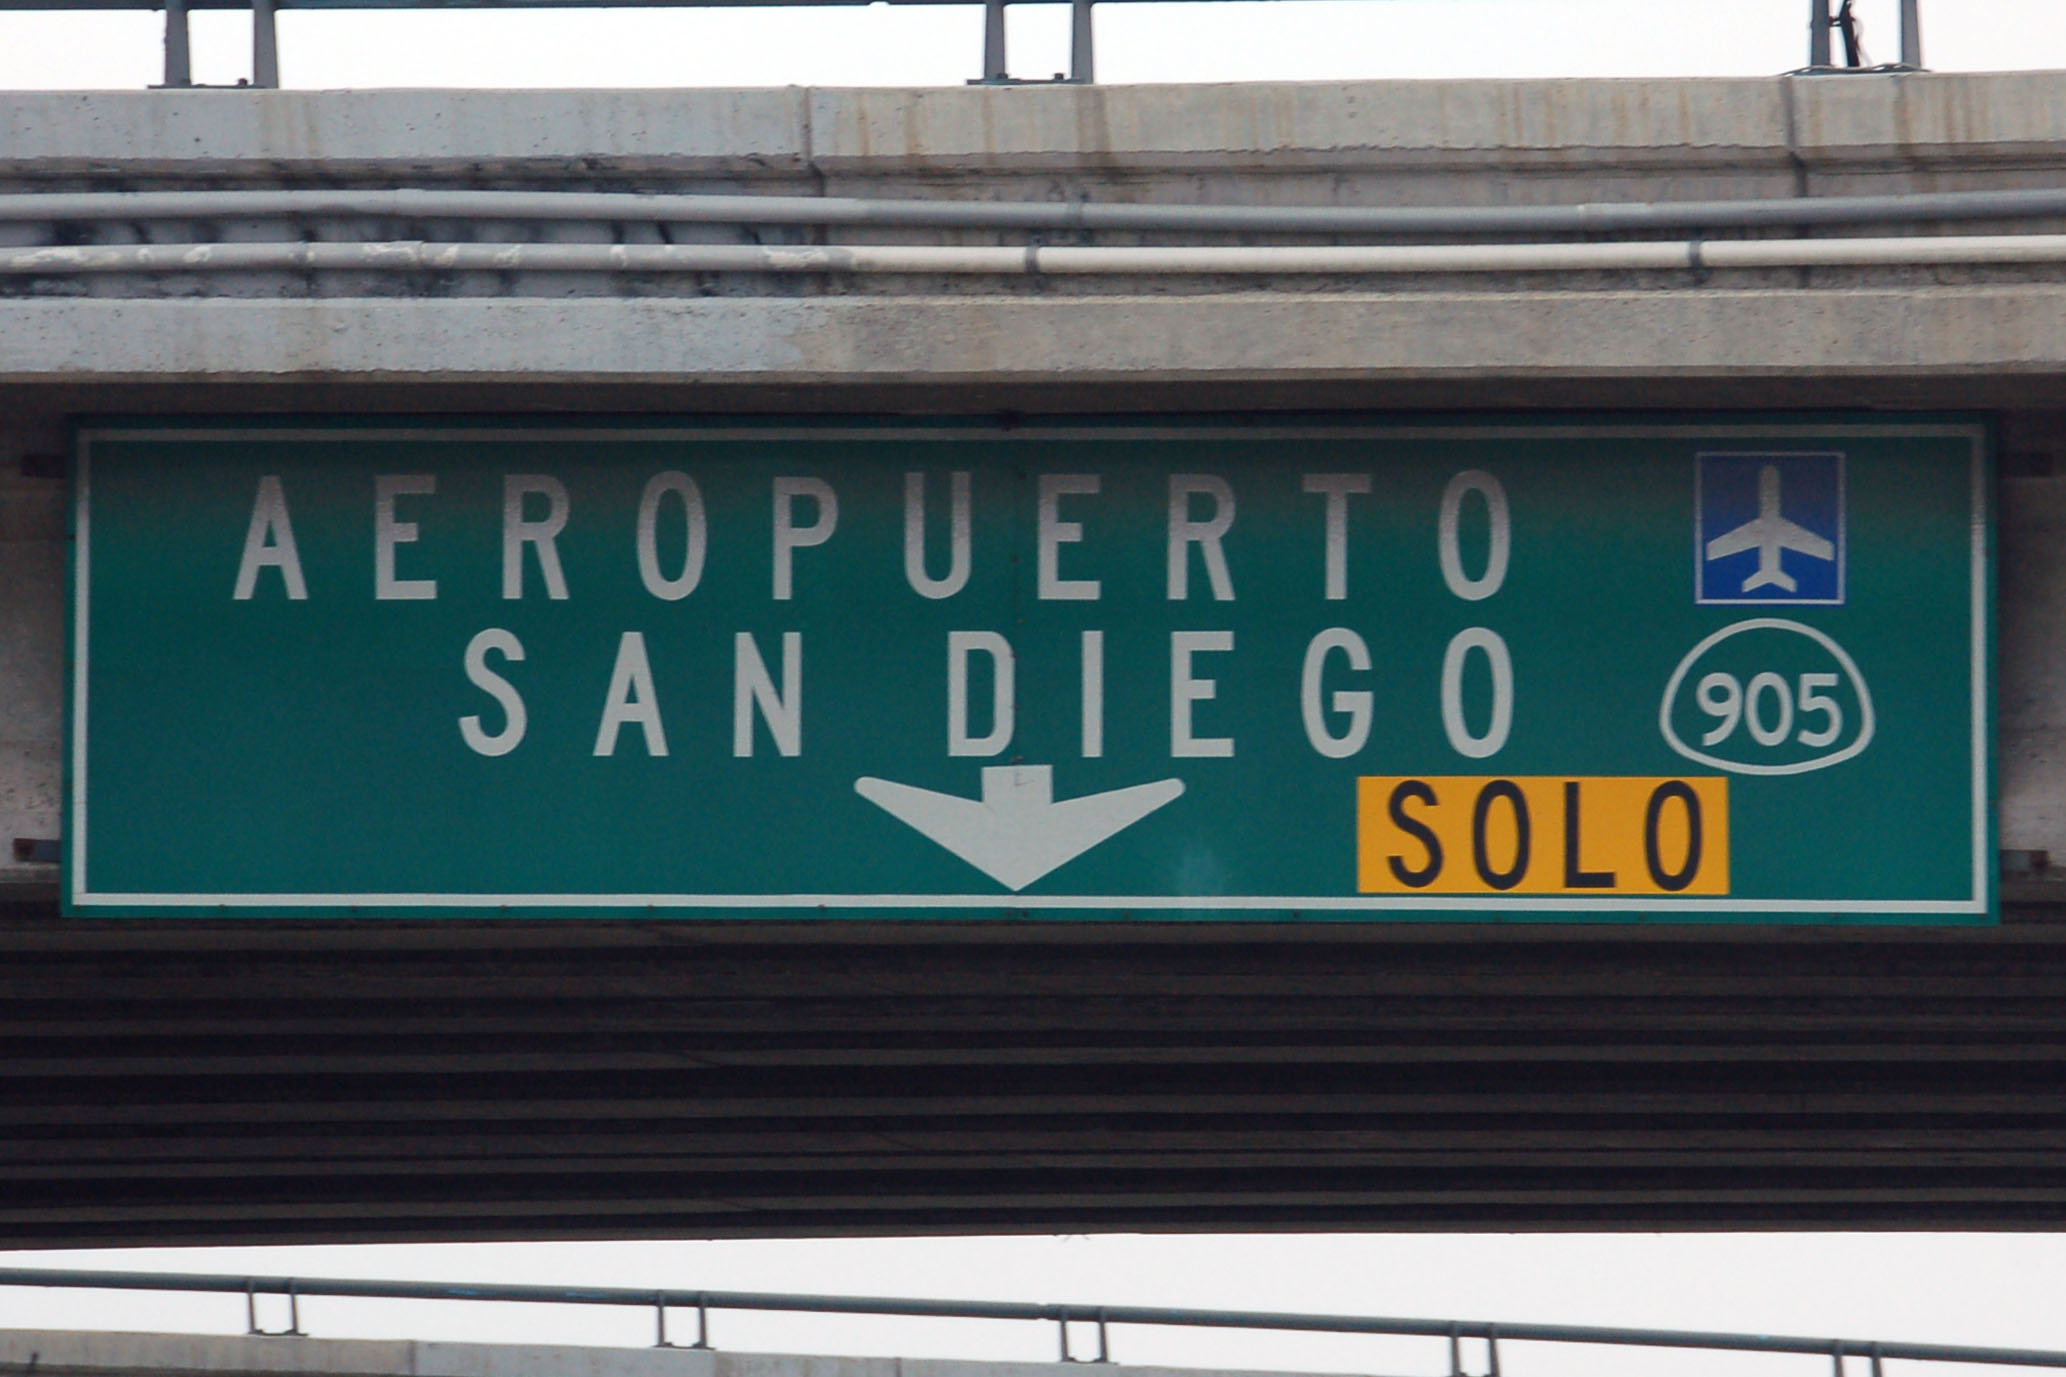 AEROPUERTO
SAN DIEGO
905
SOLO